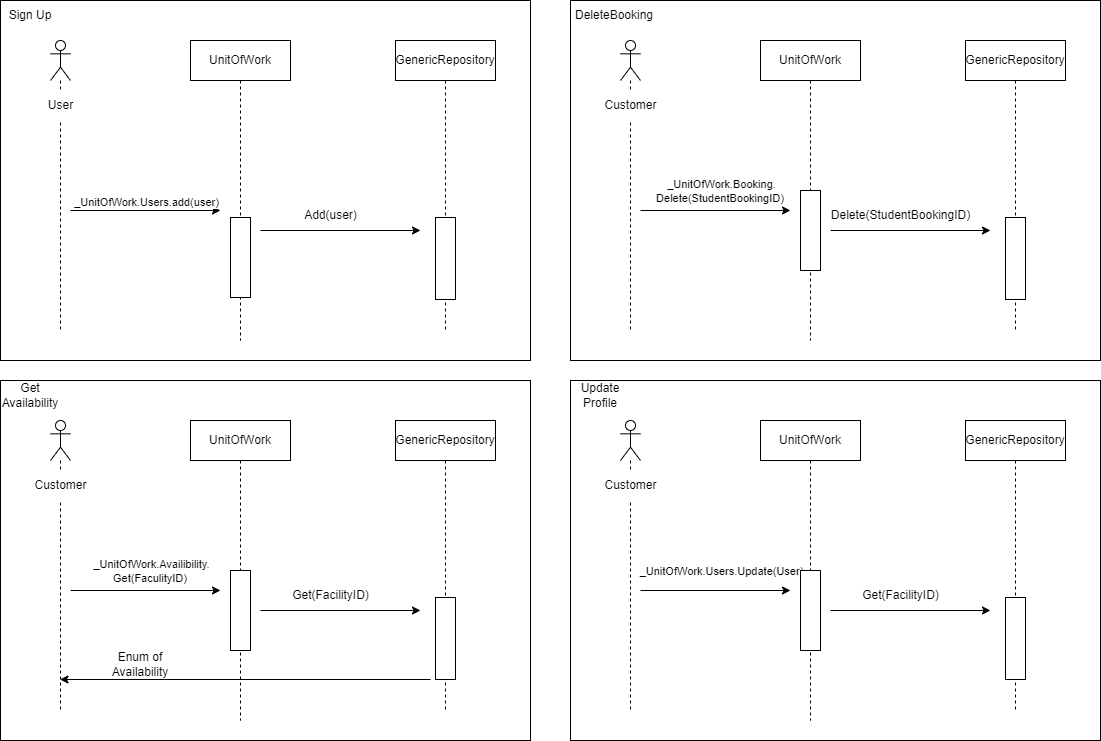 Sign Up
UnitOfWork
GenericRepository
User
_UnitOfWork.Users.add(user)
Add(user)
DeleteBooking
UnitOfWork
GenericRepository
Customer
_UnitOfWork.Booking.
Delete(StudentBookingID)
Delete(StudentBookingID)
Get
Availability
UnitOfWork
GenericRepository
Customer
_UnitOfWork.Availibility.
Get(FaculityID)
Get(FacilityID)
Enum of
Availability
Update
Profile
UnitOfWork
GenericRepository
Customer
_UnitOfWork.Users.Update(User)
Get(FacilityID)